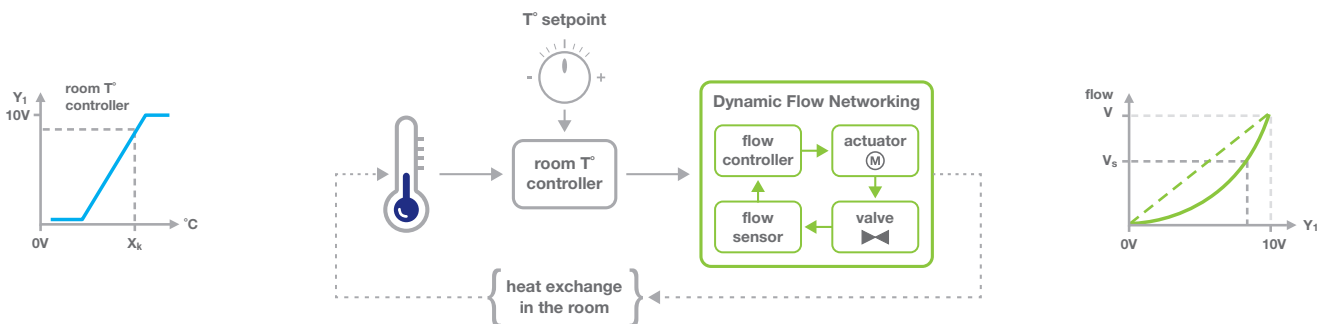 T° setpoint
-
+
Y₁
10V
room T°
controller
0V
Xₖ
°C
room T°
controller
Dynamic Flow Networking
flow
controller
actuator
M
flow
sensor
valve
{ heat exchange
in the room }
flow
V
Vₛ
0V
10V
Y₁